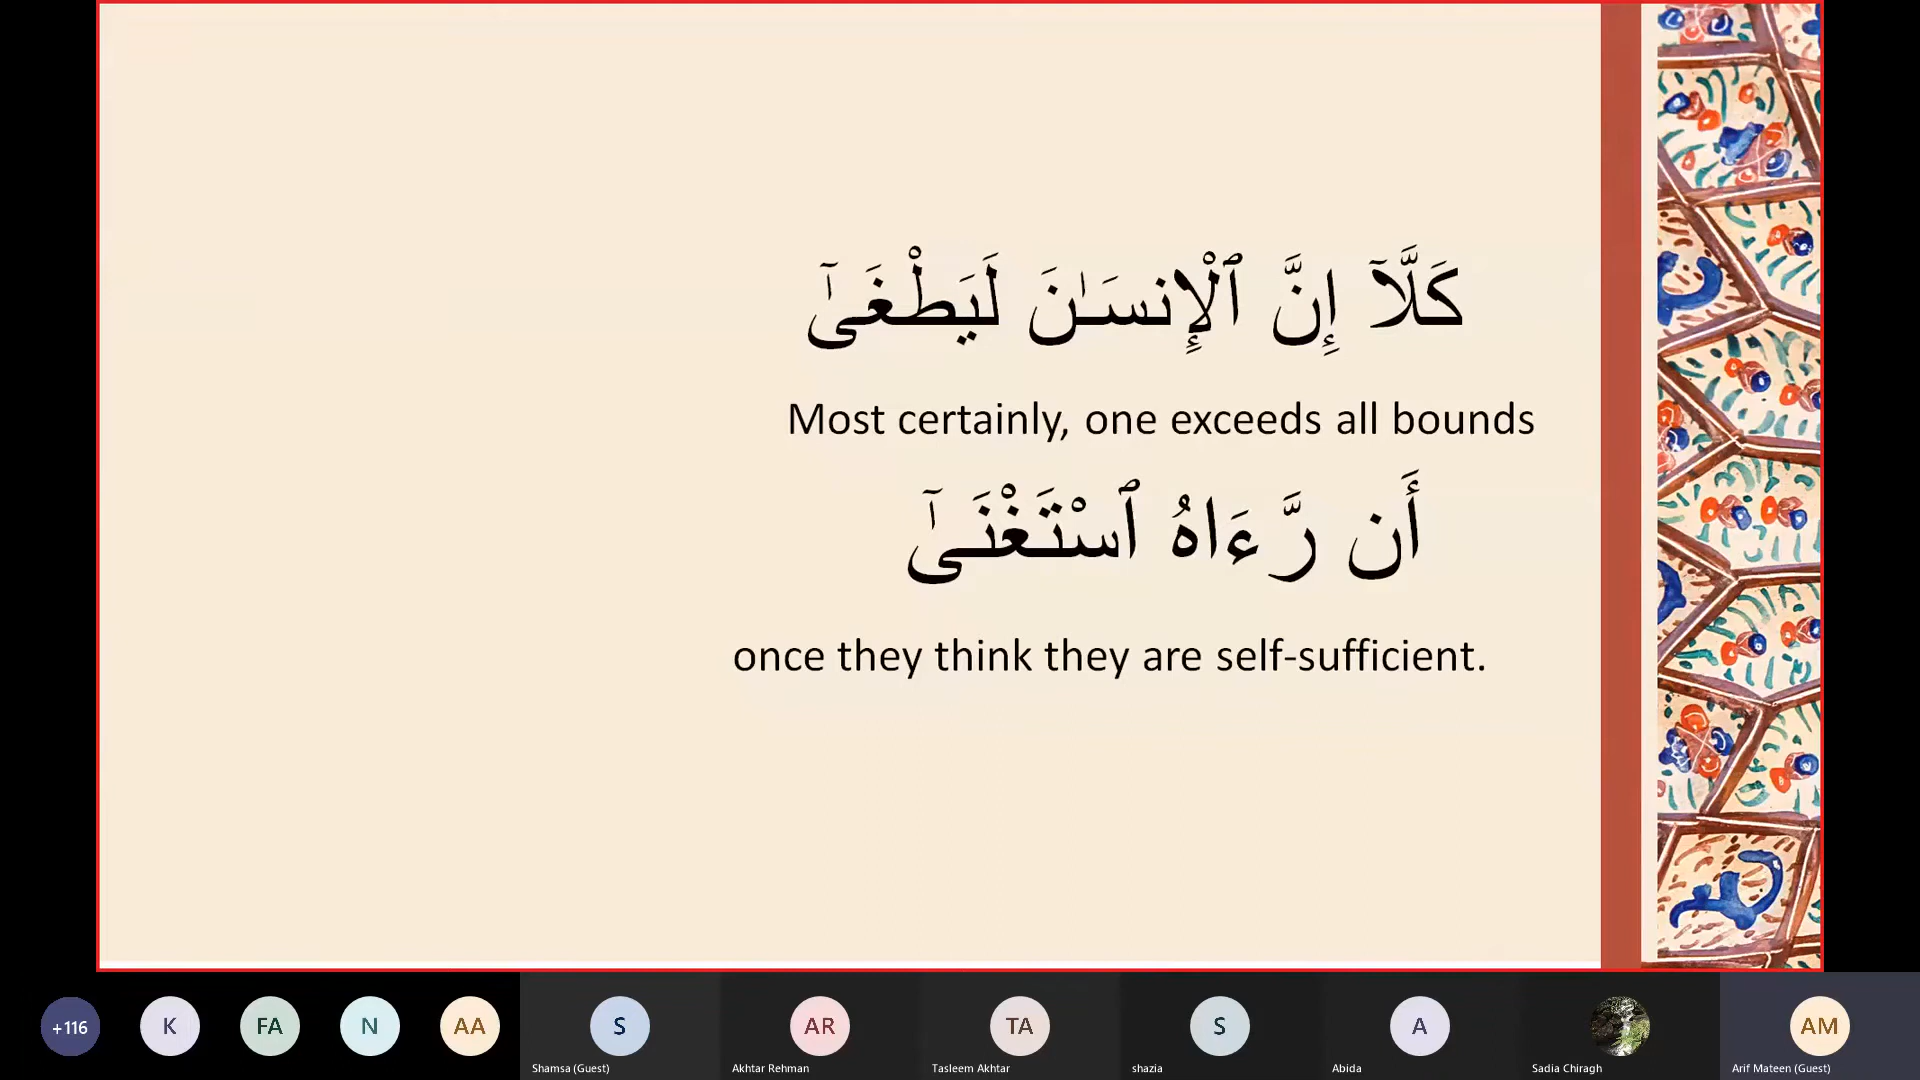 كَلَّآ إِنَّ ٱلْإِنسَـٰنَ لَيَطْغَىٰٓ
Most certainly, one exceeds all bounds
أَن رَّءَاهُ ٱسْتَغْنَىٰٓ
once they think they are self-sufficient.
+116 K FA N AA S AR TA S A AM
Shamsa (Guest) Akhtar Rehman Tasleem Akhtar shazia Abida Sadia Chiragh Arif Mateen (Guest)